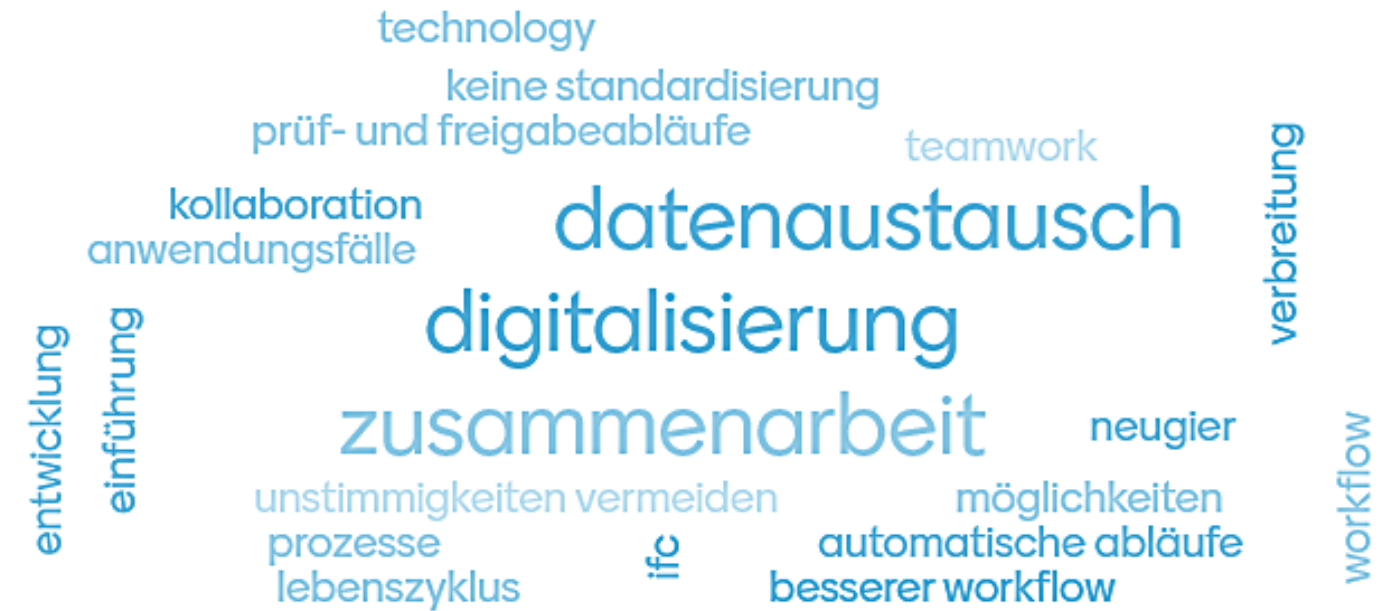 technology
keine standardisierung
prüf- und freigabeabläufe
teamwork
verbreitung
kollaboration
datenaustausch
anwendungsfälle
digitalisierung
entwicklung
einführung
zusammenarbeit
neugier
workflow
unstimmigkeiten vermeiden
möglichkeiten
prozesse
ifc
automatische abläufe
lebenszyklus
besserer workflow